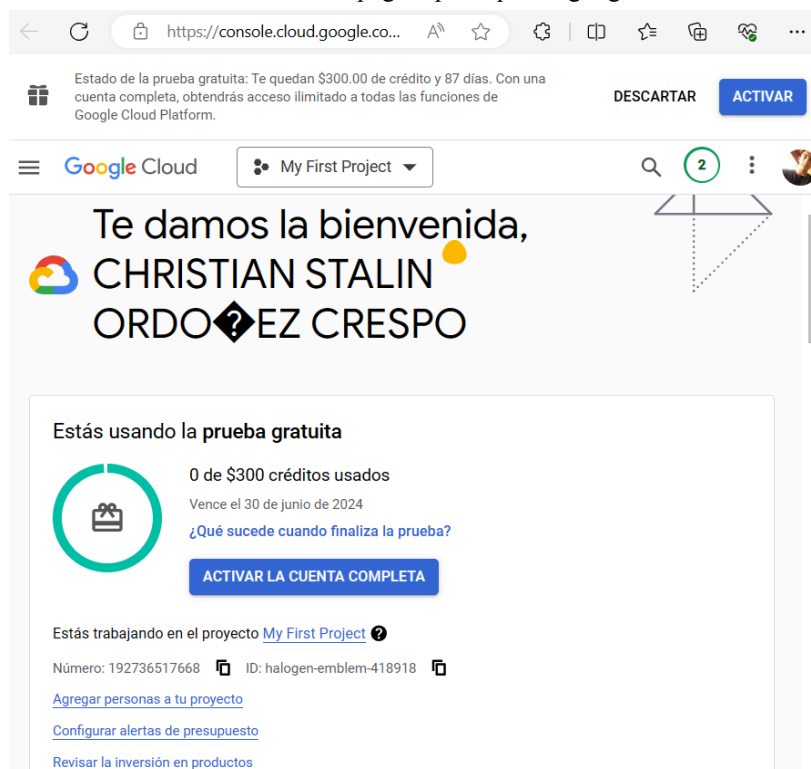 https://console.cloud.google.co...
Estado de la prueba gratuita: Te quedan $300.00 de crédito y 87 días. Con una
cuenta completa, obtendrás acceso ilimitado a todas las funciones de
Google Cloud Platform.
DESCARTAR
ACTIVAR
Google Cloud
My First Project
2
Te damos la bienvenida,
CHRISTIAN STALIN
ORDO�EZ CRESPO
Estás usando la prueba gratuita
0 de $300 créditos usados
Vence el 30 de junio de 2024
¿Qué sucede cuando finaliza la prueba?
ACTIVAR LA CUENTA COMPLETA
Estás trabajando en el proyecto My First Project
Número: 192736517668 ID: halogen-emblem-418918
Agregar personas a tu proyecto
Configurar alertas de presupuesto
Revisar la inversión en productos